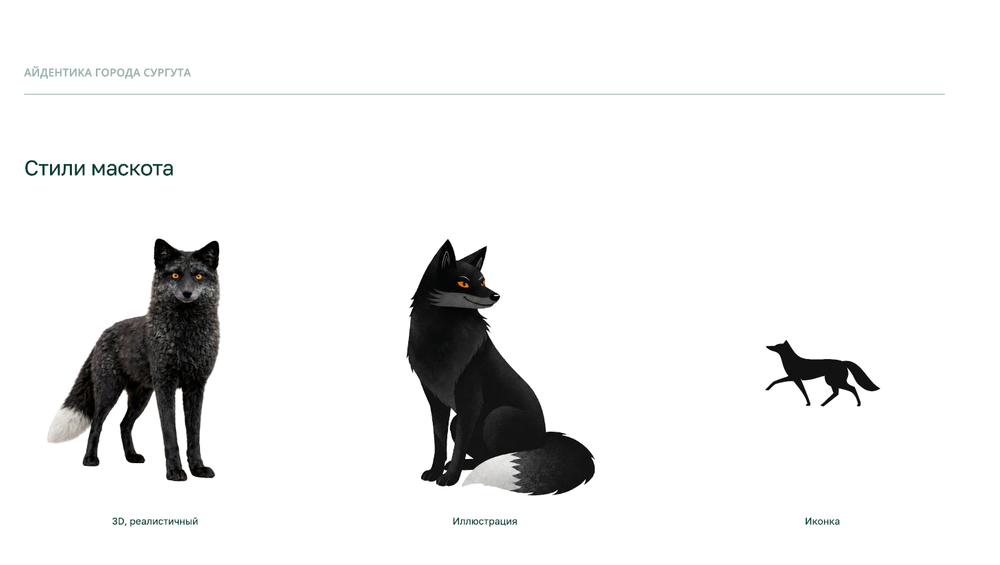 АЙДЕНТИКА ГОРОДА СУРГУТА
Стили маскота
3D, реалистичный
Иллюстрация
Иконка